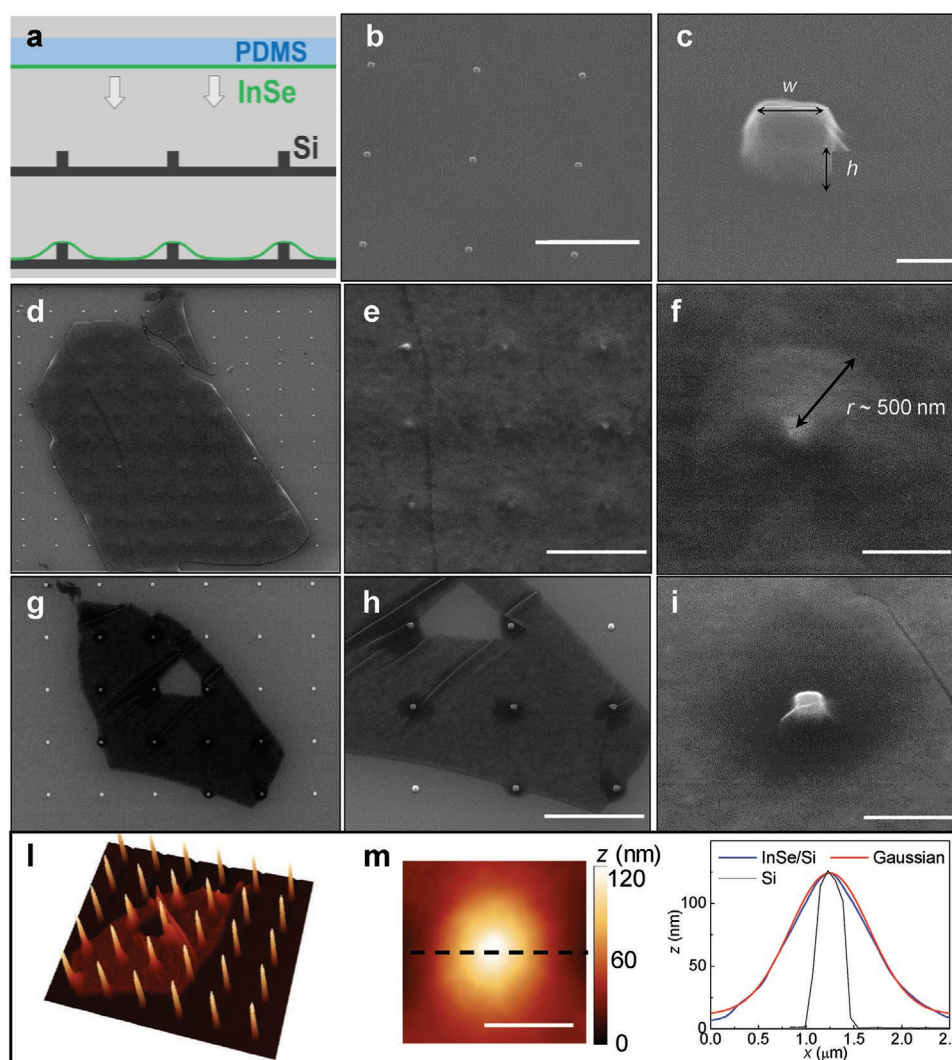 a
PDMS
InSe
Si
b
c
w
h
d
e
f
r ~ 500 nm
g
h
i
l
m
z (nm)
120
60
0
InSe/Si
Gaussian
Si
z (nm)
100
50
0
0.0 0.5 1.0 1.5 2.0 2.
x (μm)